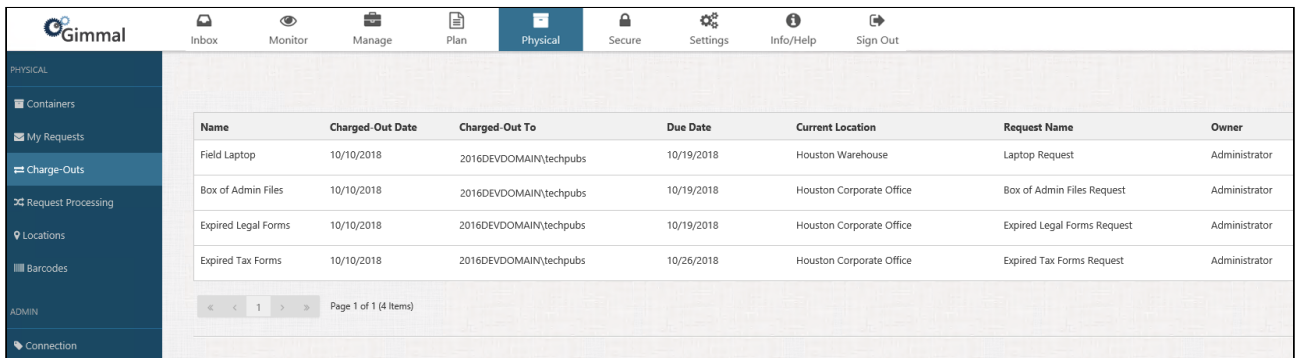 Gimmal
Inbox Monitor Manage Plan Physical Secure Settings Info/Help Sign Out
PHYSICAL
Containers
My Requests
Charge-Outs
Request Processing
Locations
Barcodes
ADMIN
Connection
Name Charged-Out Date Charged-Out To Due Date Current Location Request Name Owner
Field Laptop 10/10/2018 2016DEVDOMAIN\techpubs 10/19/2018 Houston Warehouse Laptop Request Administrator
Box of Admin Files 10/10/2018 2016DEVDOMAIN\techpubs 10/19/2018 Houston Corporate Office Box of Admin Files Request Administrator
Expired Legal Forms 10/10/2018 2016DEVDOMAIN\techpubs 10/19/2018 Houston Corporate Office Expired Legal Forms Request Administrator
Expired Tax Forms 10/10/2018 2016DEVDOMAIN\techpubs 10/26/2018 Houston Corporate Office Expired Tax Forms Request Administrator
« < 1 > » Page 1 of 1 (4 Items)